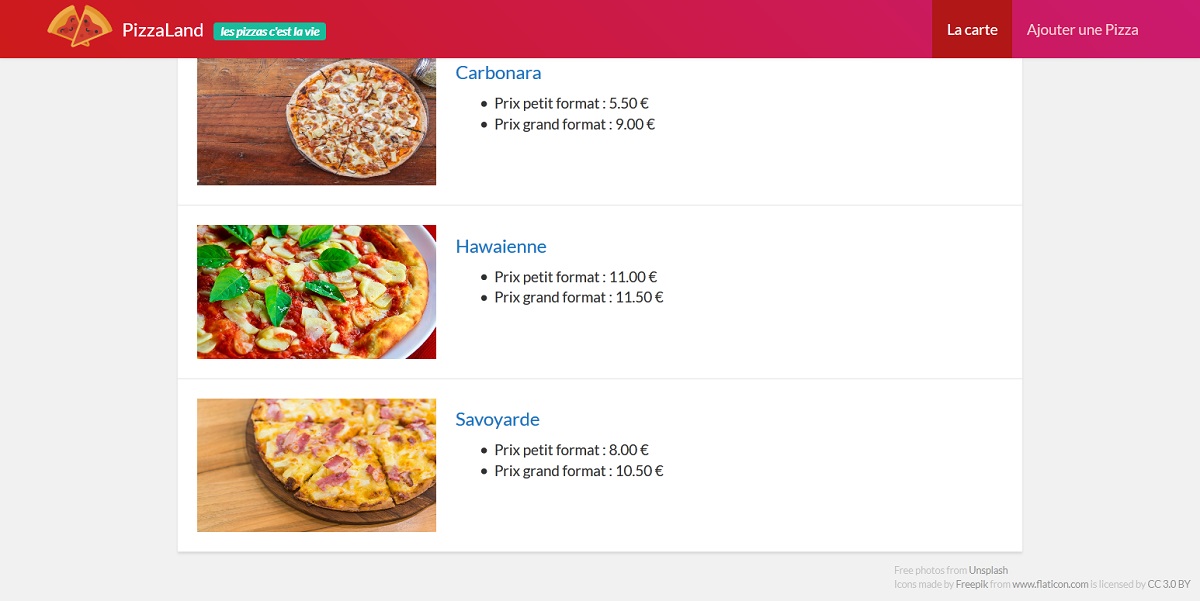 PizzaLand les pizzas c'est la vie La carte Ajouter une Pizza
Carbonara
Prix petit format : 5.50 €
Prix grand format : 9.00 €
Hawaienne
Prix petit format : 11.00 €
Prix grand format : 11.50 €
Savoyarde
Prix petit format : 8.00 €
Prix grand format : 10.50 €
Free photos from Unsplash
Icons made by Freepik from www.flaticon.com is licensed by CC 3.0 BY